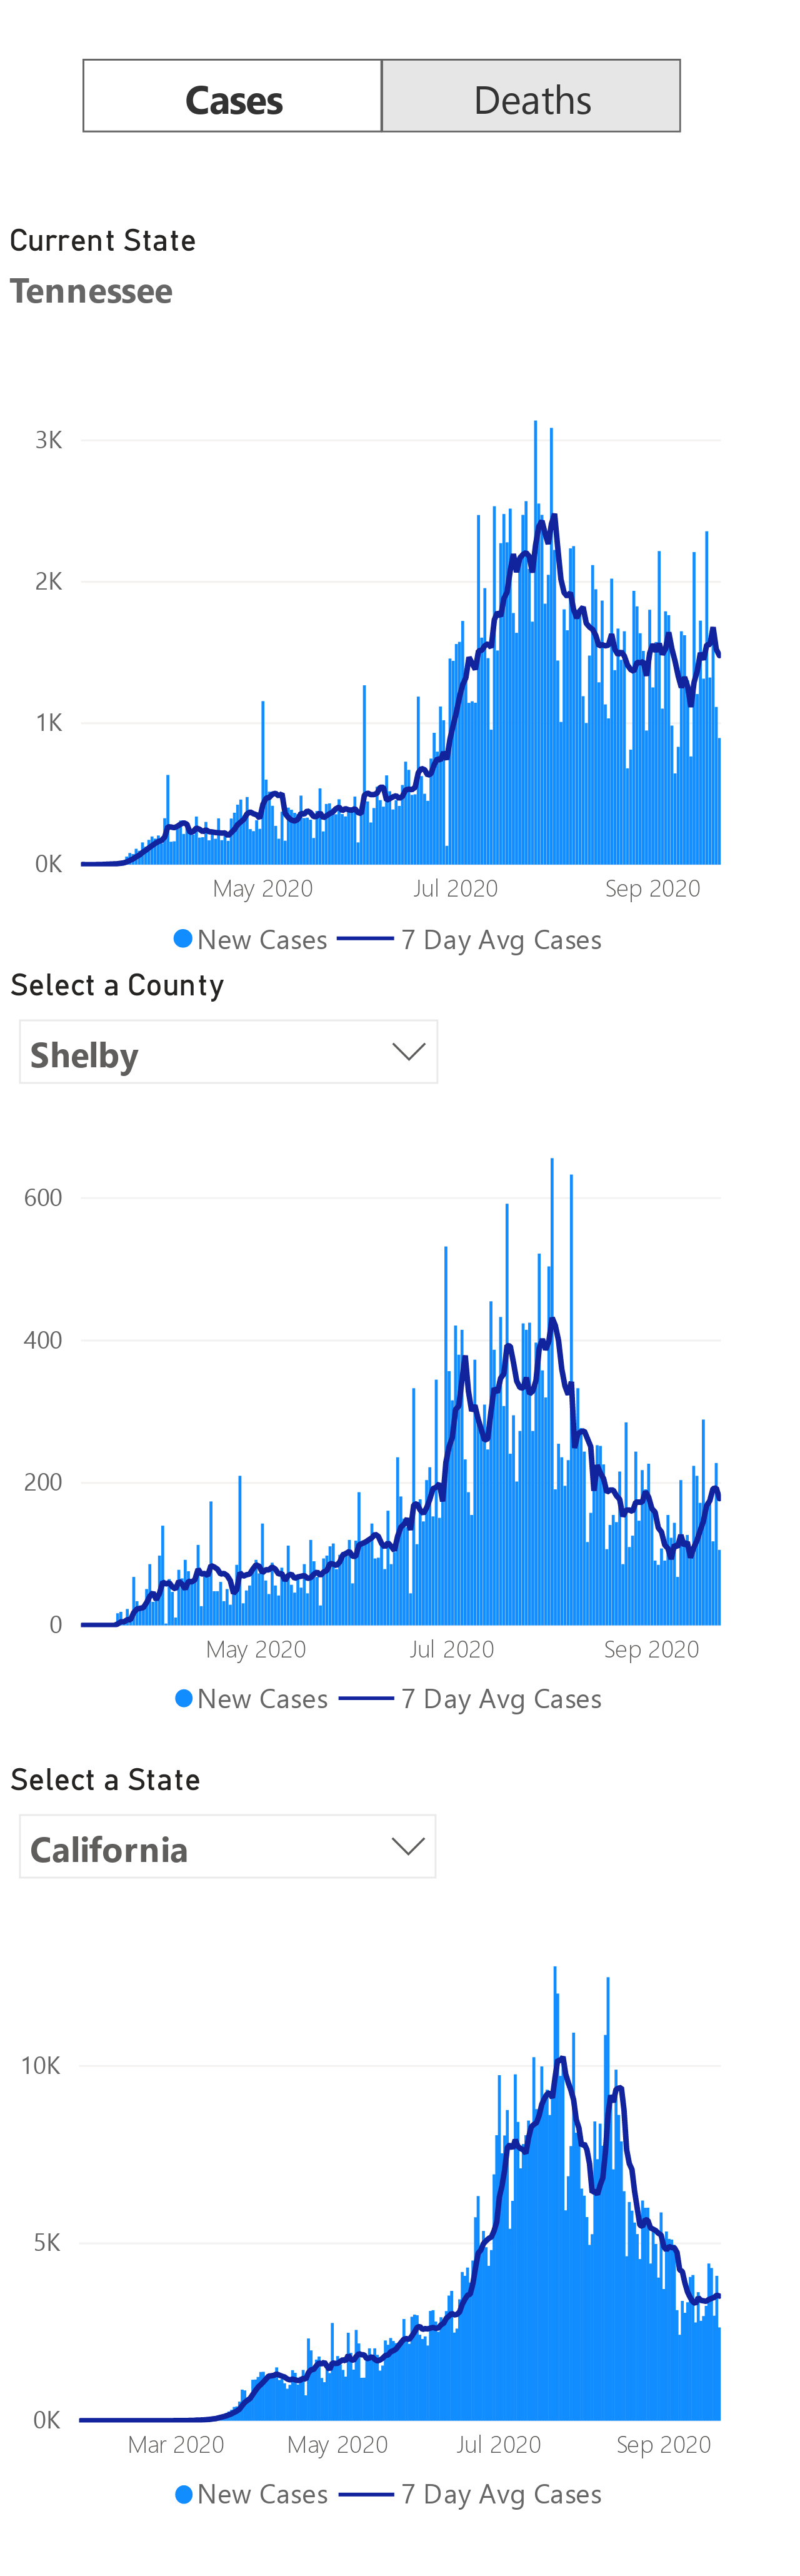 Cases Deaths
Current State
Tennessee
3K
2K
1K
0K
May 2020 Jul 2020 Sep 2020
New Cases 7 Day Avg Cases
Select a County
Shelby
600
400
200
0
May 2020 Jul 2020 Sep 2020
New Cases 7 Day Avg Cases
Select a State
California
10K
5K
0K
Mar 2020 May 2020 Jul 2020 Sep 2020
New Cases 7 Day Avg Cases